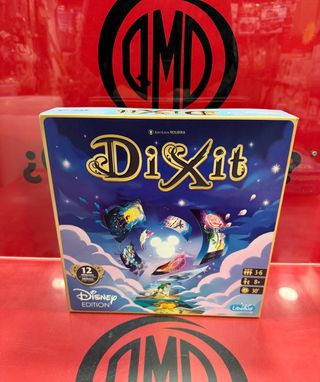 QMD
¿
Jean-Louis ROUBIRA
DiXit
12
Disney
EDITION
3-6
8+
30'
Libellud
QMD